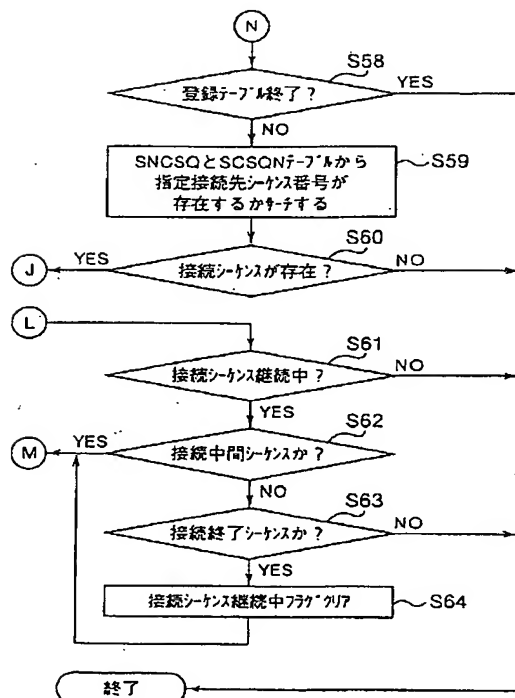 N
S58
登録テーブル終了？
YES
NO
SNCSQとSCSQNテーブルから
指定接続先シーケンス番号が
存在するかサーチする
S59
S60
J
YES
接続シーケンスが存在？
NO
L
S61
接続シーケンス継続中？
NO
YES
S62
M
YES
接続中間シーケンスか？
NO
S63
接続終了シーケンスか？
NO
YES
接続シーケンス継続中フラグクリア
S64
終了